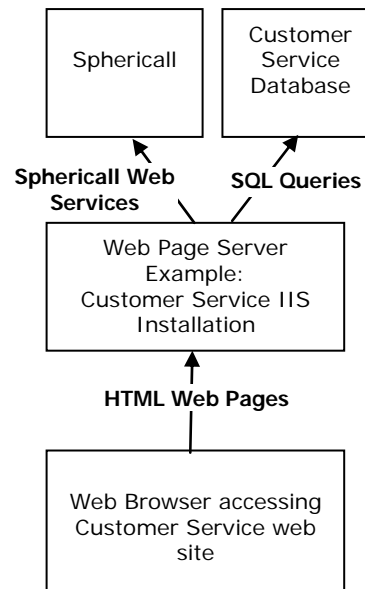 Sphericall
Customer
Service
Database
Sphericall Web
Services
SQL Queries
Web Page Server
Example:
Customer Service IIS
Installation
HTML Web Pages
Web Browser accessing
Customer Service web
site